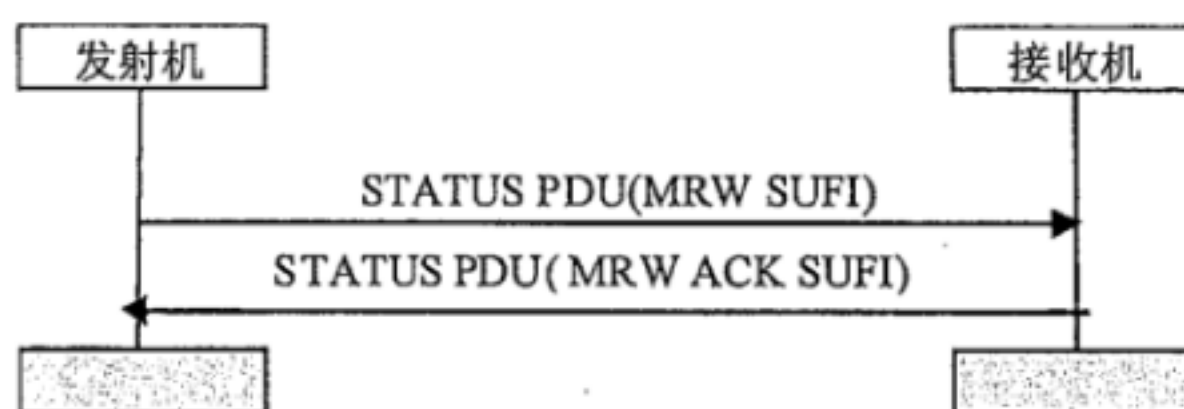 发射机
接收机
STATUS PDU(MRW SUFI)
STATUS PDU( MRW ACK SUFI)